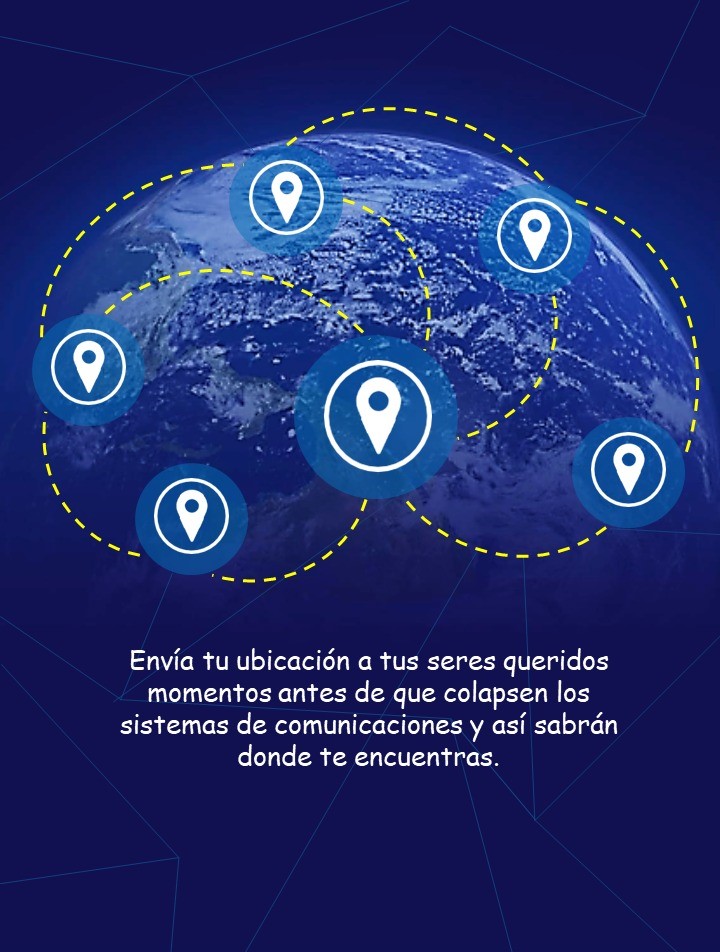 Envía tu ubicación a tus seres queridos
momentos antes de que colapsen los
sistemas de comunicaciones y así sabrán
donde te encuentras.